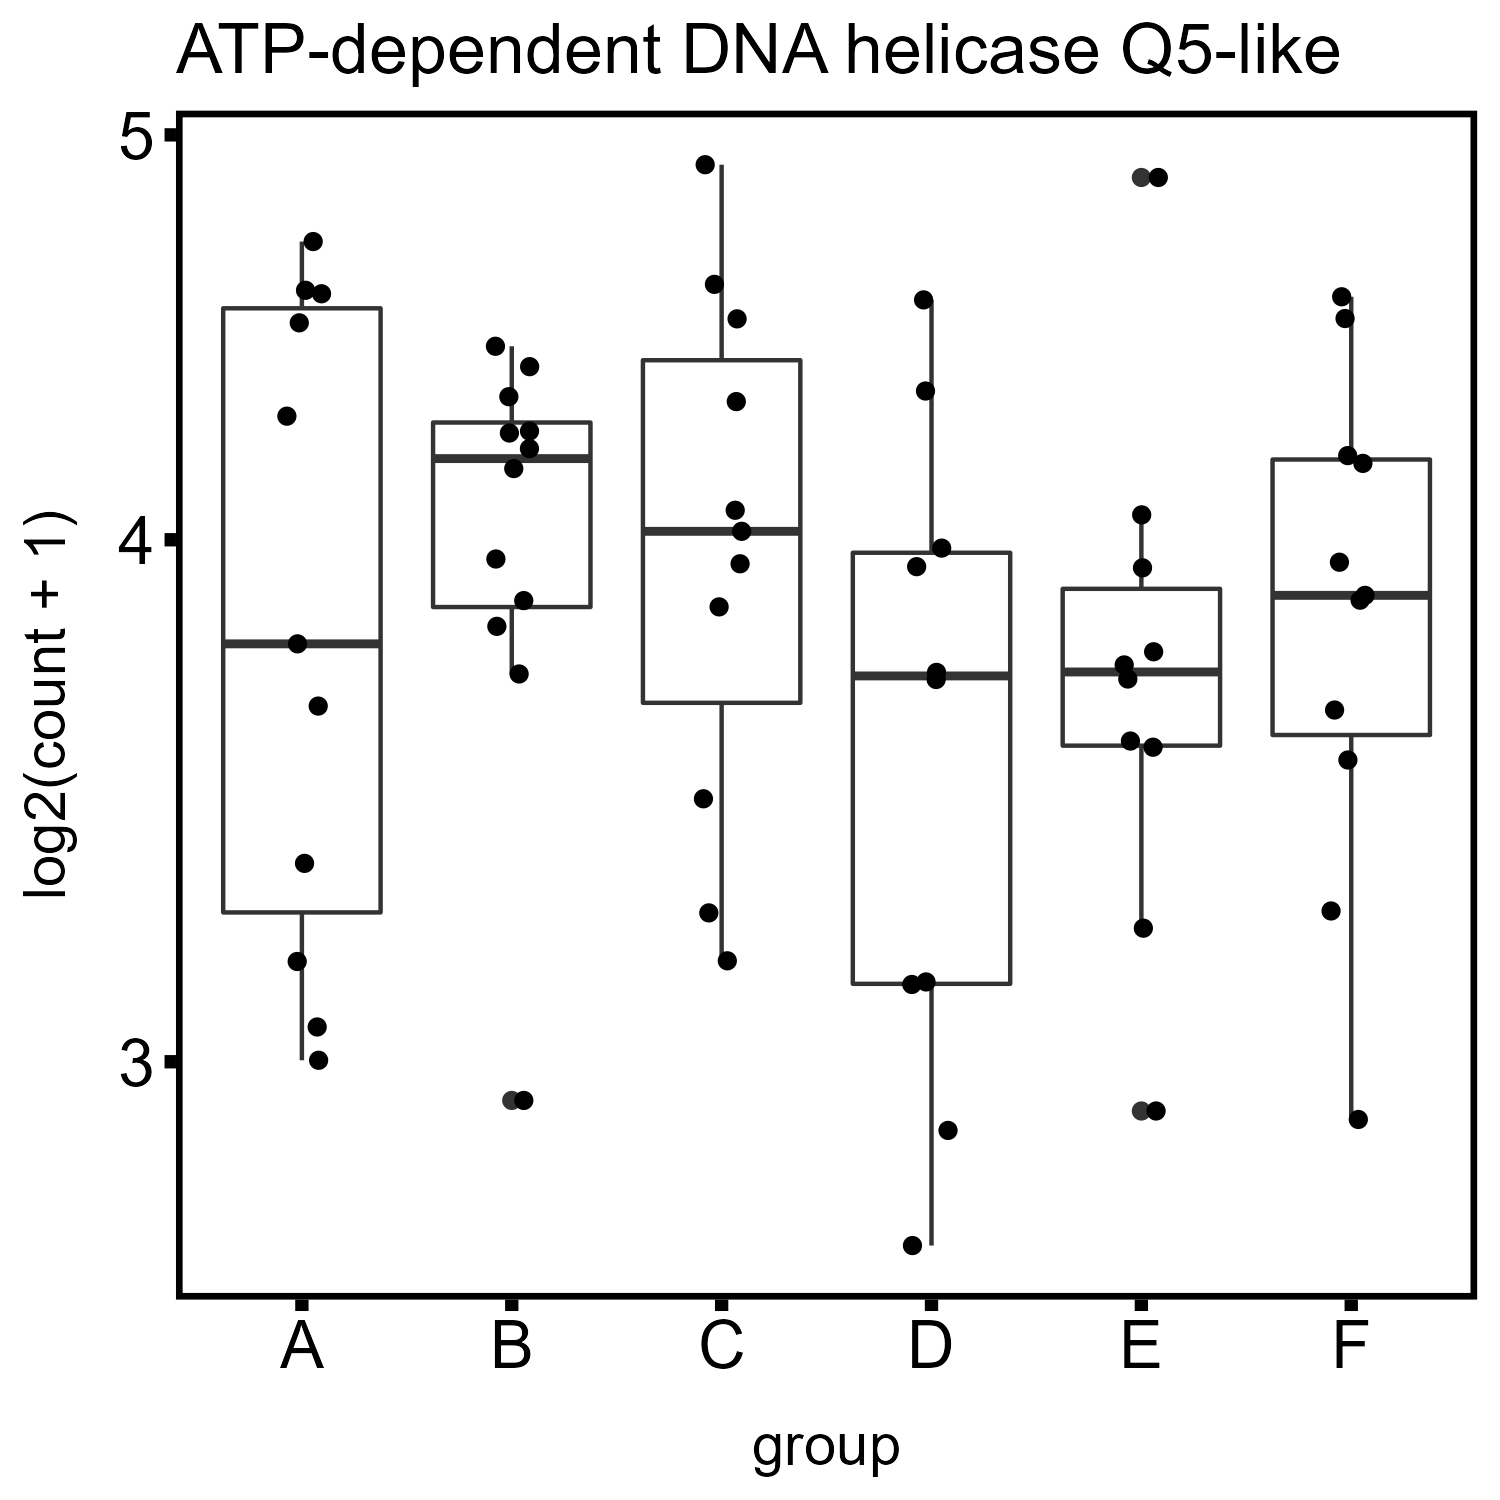 ATP-dependent DNA helicase Q5-like
5
4
3
log2(count + 1)
A B C D E F
group